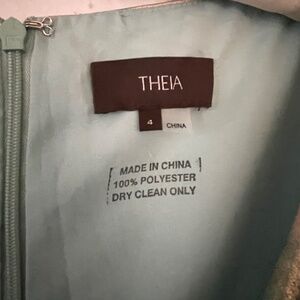 THEIA
4
CHINA
MADE IN CHINA
100% POLYESTER
DRY CLEAN ONLY